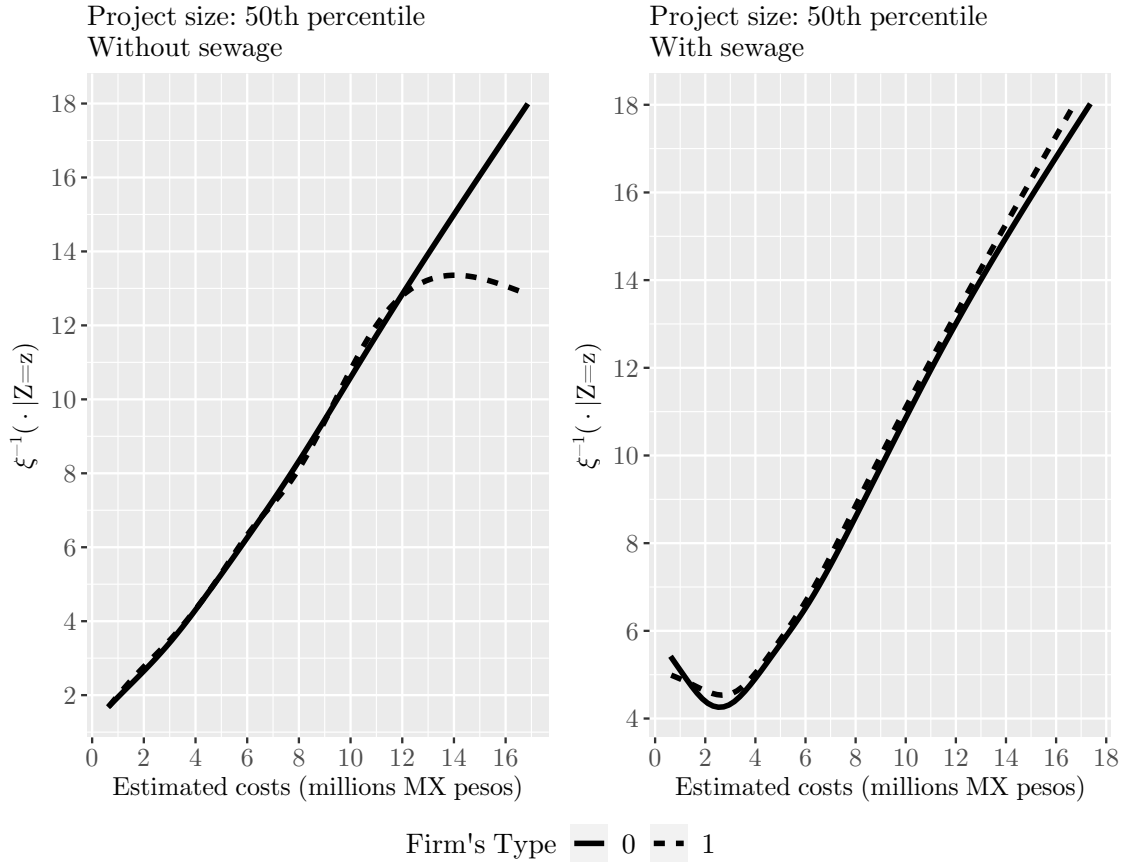 Project size: 50th percentile
Without sewage
18
16
14
12
10
8
6
4
2
0 2 4 6 8 10 12 14 16
Estimated costs (millions MX pesos)
ξ⁻¹( · |Z=z)
Project size: 50th percentile
With sewage
18
16
14
12
10
8
6
4
0 2 4 6 8 10 12 14 16 18
Estimated costs (millions MX pesos)
ξ⁻¹( · |Z=z)
Firm's Type 0 1